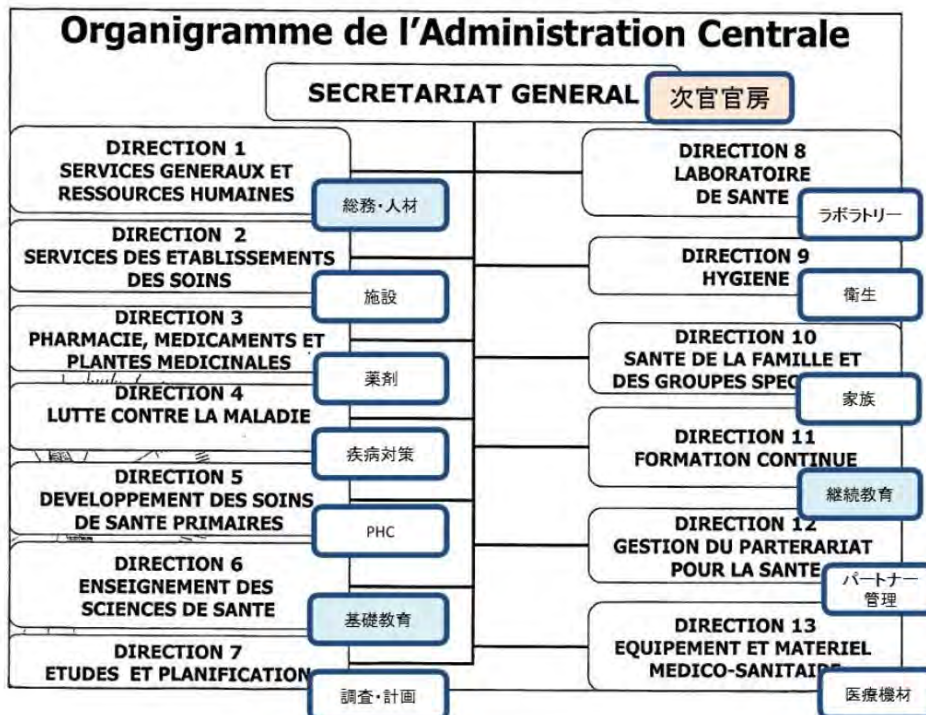 Organigramme de l'Administration Centrale
SECRETARIAT GENERAL
次官官房
DIRECTION 1
SERVICES GENERAUX ET
RESSOURCES HUMAINES
総務・人材
DIRECTION 2
SERVICES DES ETABLISSEMENTS
DES SOINS
施設
DIRECTION 3
PHARMACIE, MEDICAMENTS ET
PLANTES MEDICINALES
薬剤
DIRECTION 4
LUTTE CONTRE LA MALADIE
疾病対策
DIRECTION 5
DEVELOPPEMENT DES SOINS
DE SANTE PRIMAIRES
PHC
DIRECTION 6
ENSEIGNEMENT DES
SCIENCES DE SANTE
基礎教育
DIRECTION 7
ETUDES ET PLANIFICATION
調査・計画
DIRECTION 8
LABORATOIRE
DE SANTE
ラボラトリー
DIRECTION 9
HYGIENE
衛生
DIRECTION 10
SANTE DE LA FAMILLE ET
DES GROUPES SPEC
家族
DIRECTION 11
FORMATION CONTINUE
継続教育
DIRECTION 12
GESTION DU PARTERARIAT
POUR LA SANTE
パートナー
管理
DIRECTION 13
EQUIPEMENT ET MATERIEL
MEDICO-SANITAIRE
医療機材